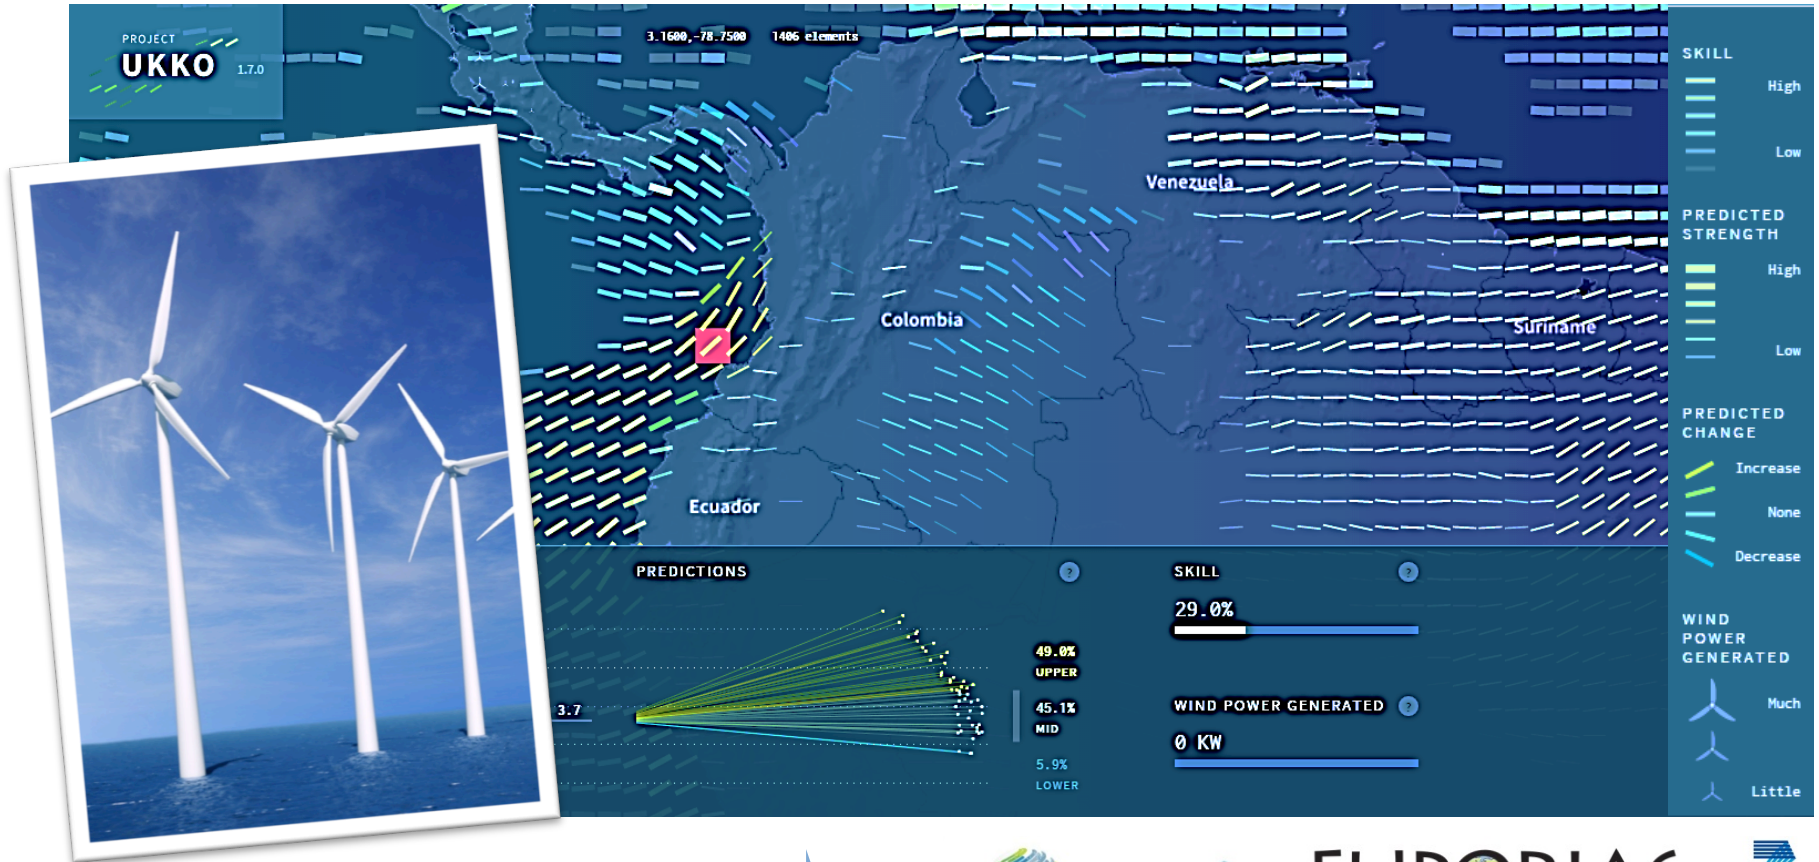 PROJECT
UKKO 1.7.0
3.1600,-78.7500 1406 elements
Venezuela
Colombia
Suriname
Ecuador
SKILL
High
Low
PREDICTED
STRENGTH
High
Low
PREDICTED
CHANGE
Increase
None
Decrease
WIND
POWER
GENERATED
Much
Little
PREDICTIONS ?
3.7
49.0%
UPPER
45.1%
MID
5.9%
LOWER
SKILL ?
29.0%
WIND POWER GENERATED ?
0 KW